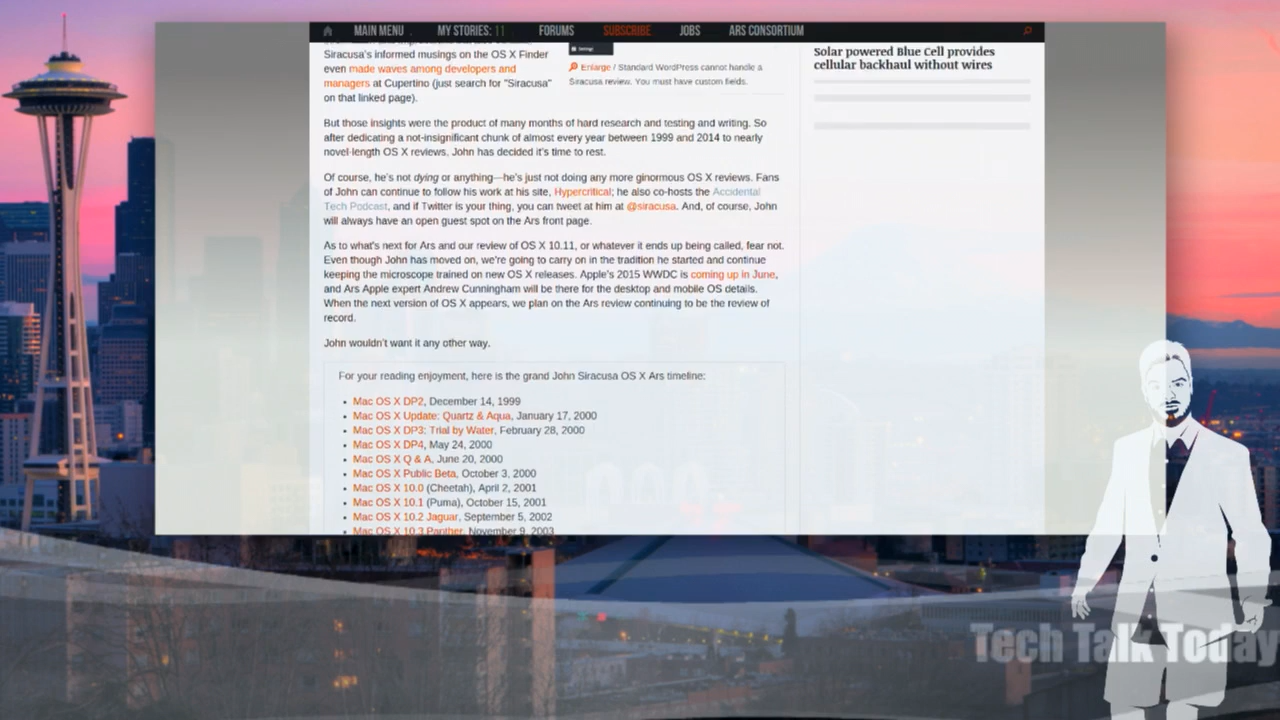 MAIN MENU
MY STORIES: 11
FORUMS
SUBSCRIBE
JOBS
ARS CONSORTIUM
Siracusa's informed musings on the OS X Finder
even made waves among developers and
managers at Cupertino (just search for "Siracusa"
on that linked page).
Settings
Enlarge / Standard WordPress cannot handle a
Siracusa review. You must have custom fields.
But those insights were the product of many months of hard research and testing and writing. So
after dedicating a not-insignificant chunk of almost every year between 1999 and 2014 to nearly
novel-length OS X reviews, John has decided it's time to rest.
Of course, he's not dying or anything—he's just not doing any more ginormous OS X reviews. Fans
of John can continue to follow his work at his site, Hypercritical; he also co-hosts the Accidental
Tech Podcast, and if Twitter is your thing, you can tweet at him at @siracusa. And, of course, John
will always have an open guest spot on the Ars front page.
As to what's next for Ars and our review of OS X 10.11, or whatever it ends up being called, fear not.
Even though John has moved on, we're going to carry on in the tradition he started and continue
keeping the microscope trained on new OS X releases. Apple's 2015 WWDC is coming up in June,
and Ars Apple expert Andrew Cunningham will be there for the desktop and mobile OS details.
When the next version of OS X appears, we plan on the Ars review continuing to be the review of
record.
John wouldn't want it any other way.
For your reading enjoyment, here is the grand John Siracusa OS X Ars timeline:
• Mac OS X DP2, December 14, 1999
• Mac OS X Update: Quartz & Aqua, January 17, 2000
• Mac OS X DP3: Trial by Water, February 28, 2000
• Mac OS X DP4, May 24, 2000
• Mac OS X Q & A, June 20, 2000
• Mac OS X Public Beta, October 3, 2000
• Mac OS X 10.0 (Cheetah), April 2, 2001
• Mac OS X 10.1 (Puma), October 15, 2001
• Mac OS X 10.2 Jaguar, September 5, 2002
• Mac OS X 10.3 Panther, November 9, 2003
Solar powered Blue Cell provides
cellular backhaul without wires
Tech Talk Today